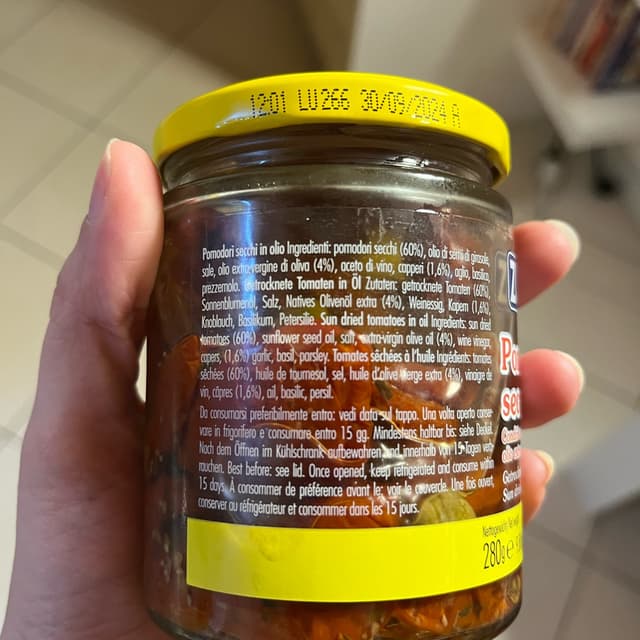 1201 LU266 30/09/2024 A
Pomodori secchi in olio Ingredienti: pomodori secchi (60%), olio di semi di girasole,
sale, olio extravergine di oliva (4%), aceto di vino, capperi (1,6%), aglio, basilico,
prezzemolo. Getrocknete Tomaten in Öl Zutaten: getrocknete Tomaten (60%),
Sonnenblumenöl, Salz, Natives Olivenöl extra (4%), Weinessig, Kapern (1,6%),
Knoblauch, Basilikum, Petersilie. Sun dried tomatoes in oil Ingredients: sun dried
tomatoes (60%), sunflower seed oil, salt, extra-virgin olive oil (4%), wine vinegar,
capers, (1,6%) garlic, basil, parsley. Tomates séchées à l'huile Ingrédients: tomates
séchées (60%), huile de tournesol, sel, huile d'olive vierge extra (4%), vinaigre de
vin, câpres (1,6%), ail, basilic, persil.
Da consumarsi preferibilmente entro: vedi data sul tappo. Una volta aperto conser-
vare in frigorifero e consumare entro 15 gg. Mindestens haltbar bis: siehe Deckel.
Nach dem Öffnen im Kühlschrank aufbewahren und innerhalb von 15 Tagen ver-
rauchen. Best before: see lid. Once opened, keep refrigerated and consume within
15 days. À consommer de préférence avant le: voir le couvercle. Une fois ouvert,
conserver au réfrigérateur et consommer dans les 15 jours.
Nettogewicht
280g e